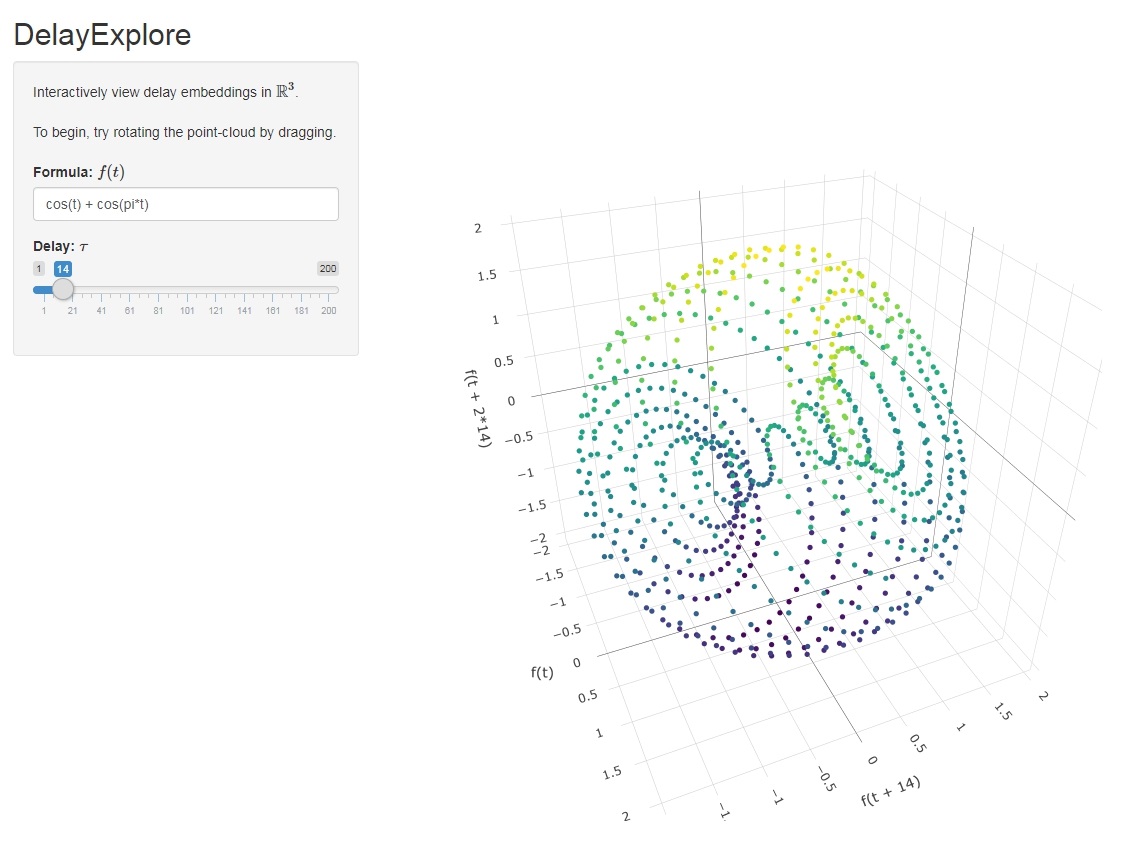 DelayExplore
Interactively view delay embeddings in ℝ³.
To begin, try rotating the point-cloud by dragging.
Formula: f(t)
cos(t) + cos(pi*t)
Delay: τ
1 14 200
1 21 41 61 81 101 121 141 161 181 200
2
1.5
1
0.5
0
−0.5
−1
−1.5
−2
f(t + 2*14)
−2
−1.5
−1
−0.5
0
0.5
1
1.5
2
f(t)
−1
−1
−0.5
0
0.5
1
1.5
2
f(t + 14)